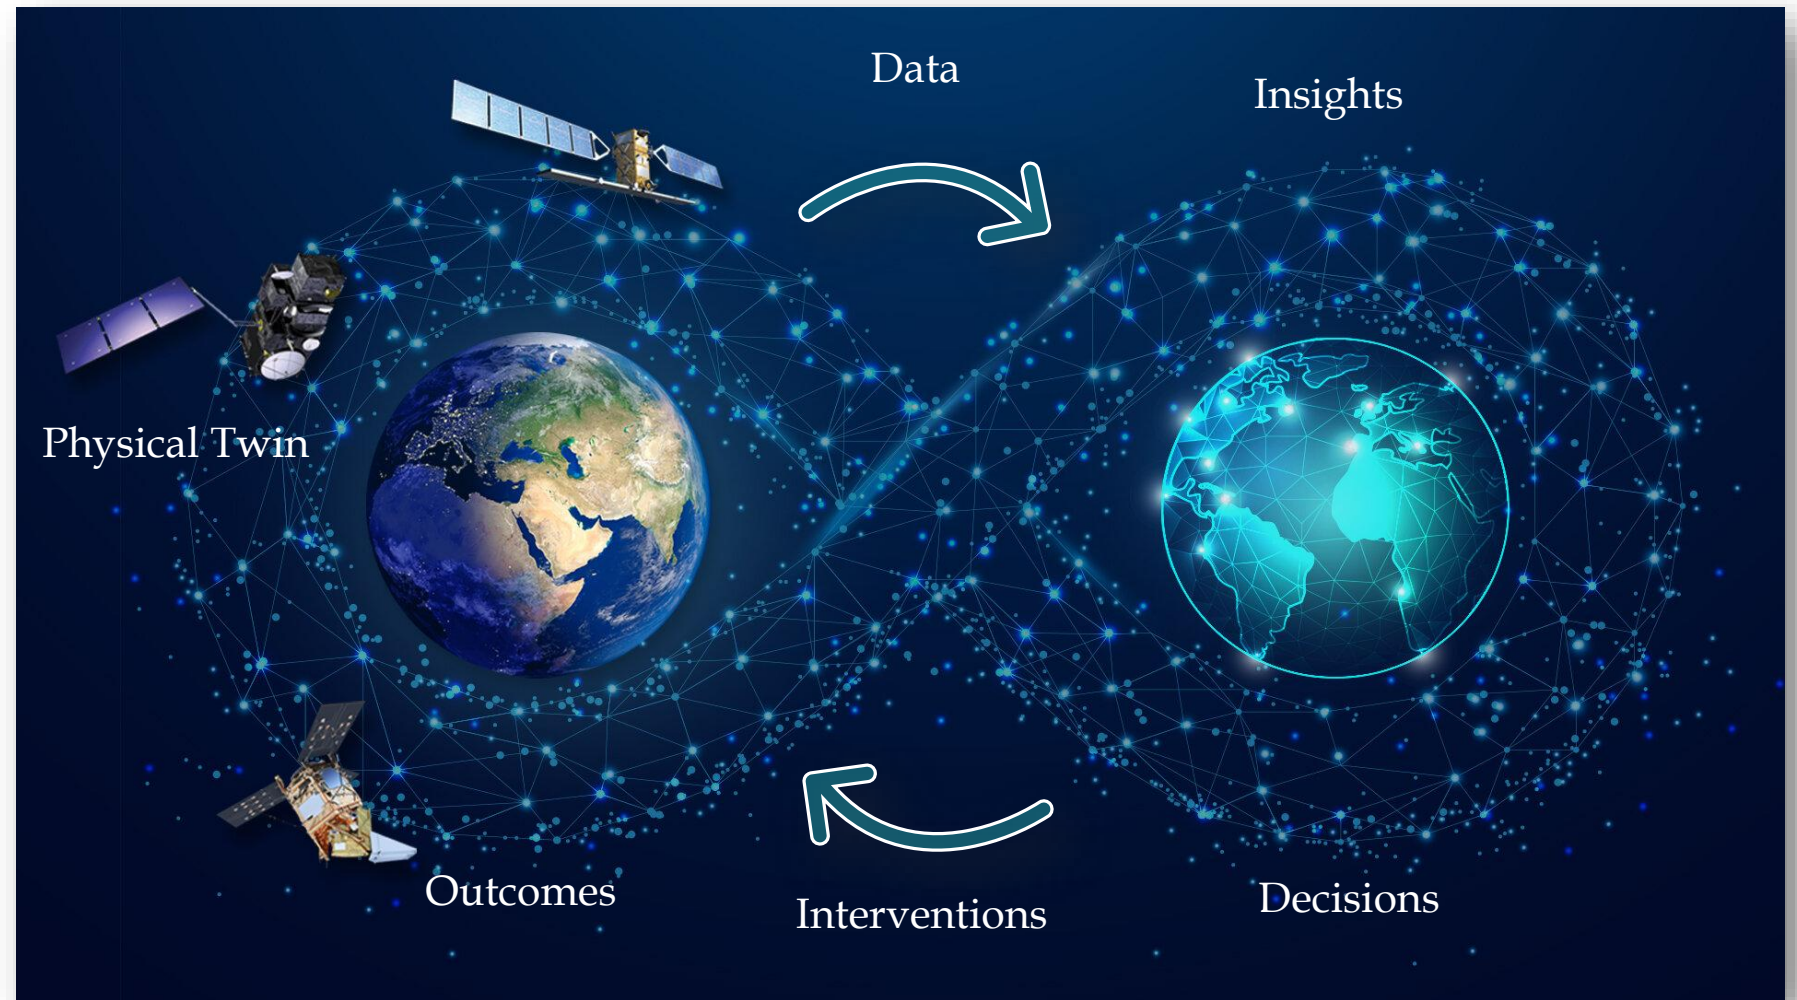 Data
Insights
Physical Twin
Outcomes
Interventions
Decisions